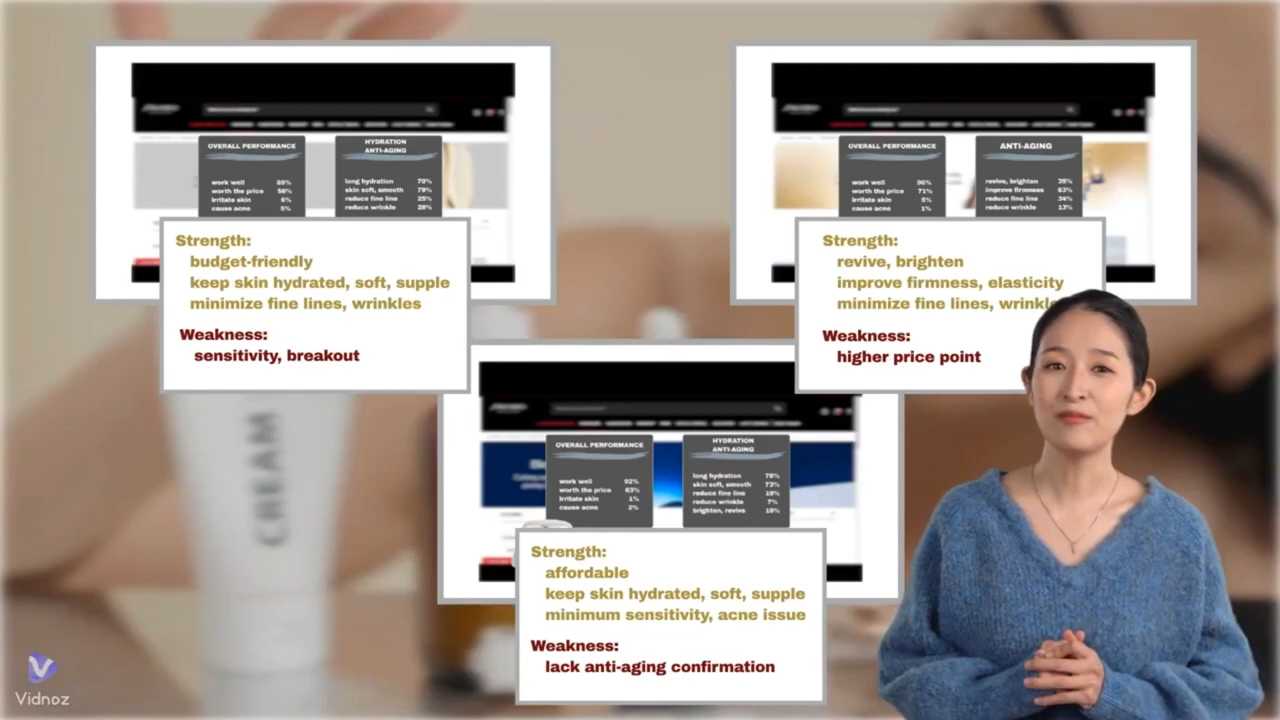 OVERALL PERFORMANCE
work well 89%
worth the price 56%
irritate skin 6%
cause acne 5%
HYDRATION
ANTI-AGING
long hydration 70%
skin soft, smooth 79%
reduce fine line 25%
reduce wrinkle 26%
Strength:
budget-friendly
keep skin hydrated, soft, supple
minimize fine lines, wrinkles
Weakness:
sensitivity, breakout
OVERALL PERFORMANCE
work well 96%
worth the price 71%
irritate skin 5%
cause acne 1%
ANTI-AGING
revive, brighten 35%
improve firmness 63%
reduce fine line 34%
reduce wrinkle 13%
Strength:
revive, brighten
improve firmness, elasticity
minimize fine lines,
Weakness:
higher price point
OVERALL PERFORMANCE
work well 92%
worth the price 63%
irritate skin 1%
cause acne 2%
HYDRATION
ANTI-AGING
long hydration 78%
skin soft, smooth 73%
reduce fine line 19%
reduce wrinkle 7%
brighten, revive 19%
Strength:
affordable
keep skin hydrated, soft, supple
minimum sensitivity, acne issue
Weakness:
lack anti-aging confirmation
CREAM
Vidnoz